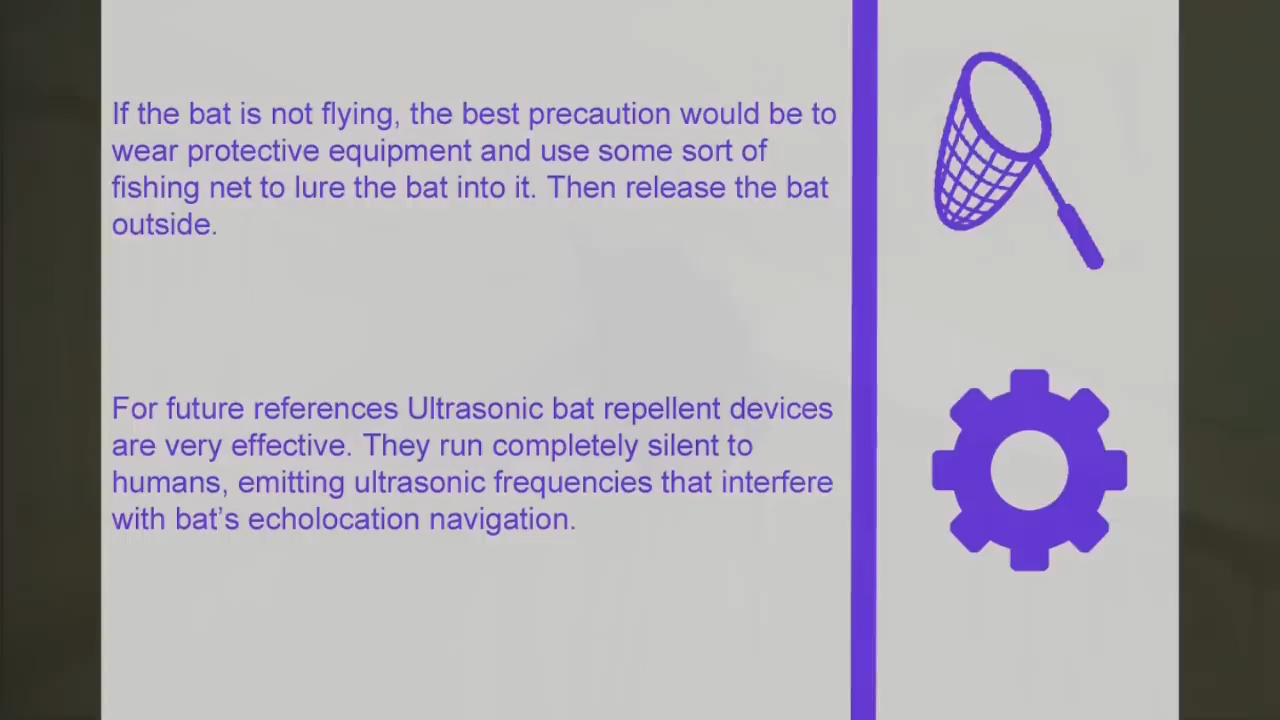 If the bat is not flying, the best precaution would be to
wear protective equipment and use some sort of
fishing net to lure the bat into it. Then release the bat
outside.
For future references Ultrasonic bat repellent devices
are very effective. They run completely silent to
humans, emitting ultrasonic frequencies that interfere
with bat’s echolocation navigation.